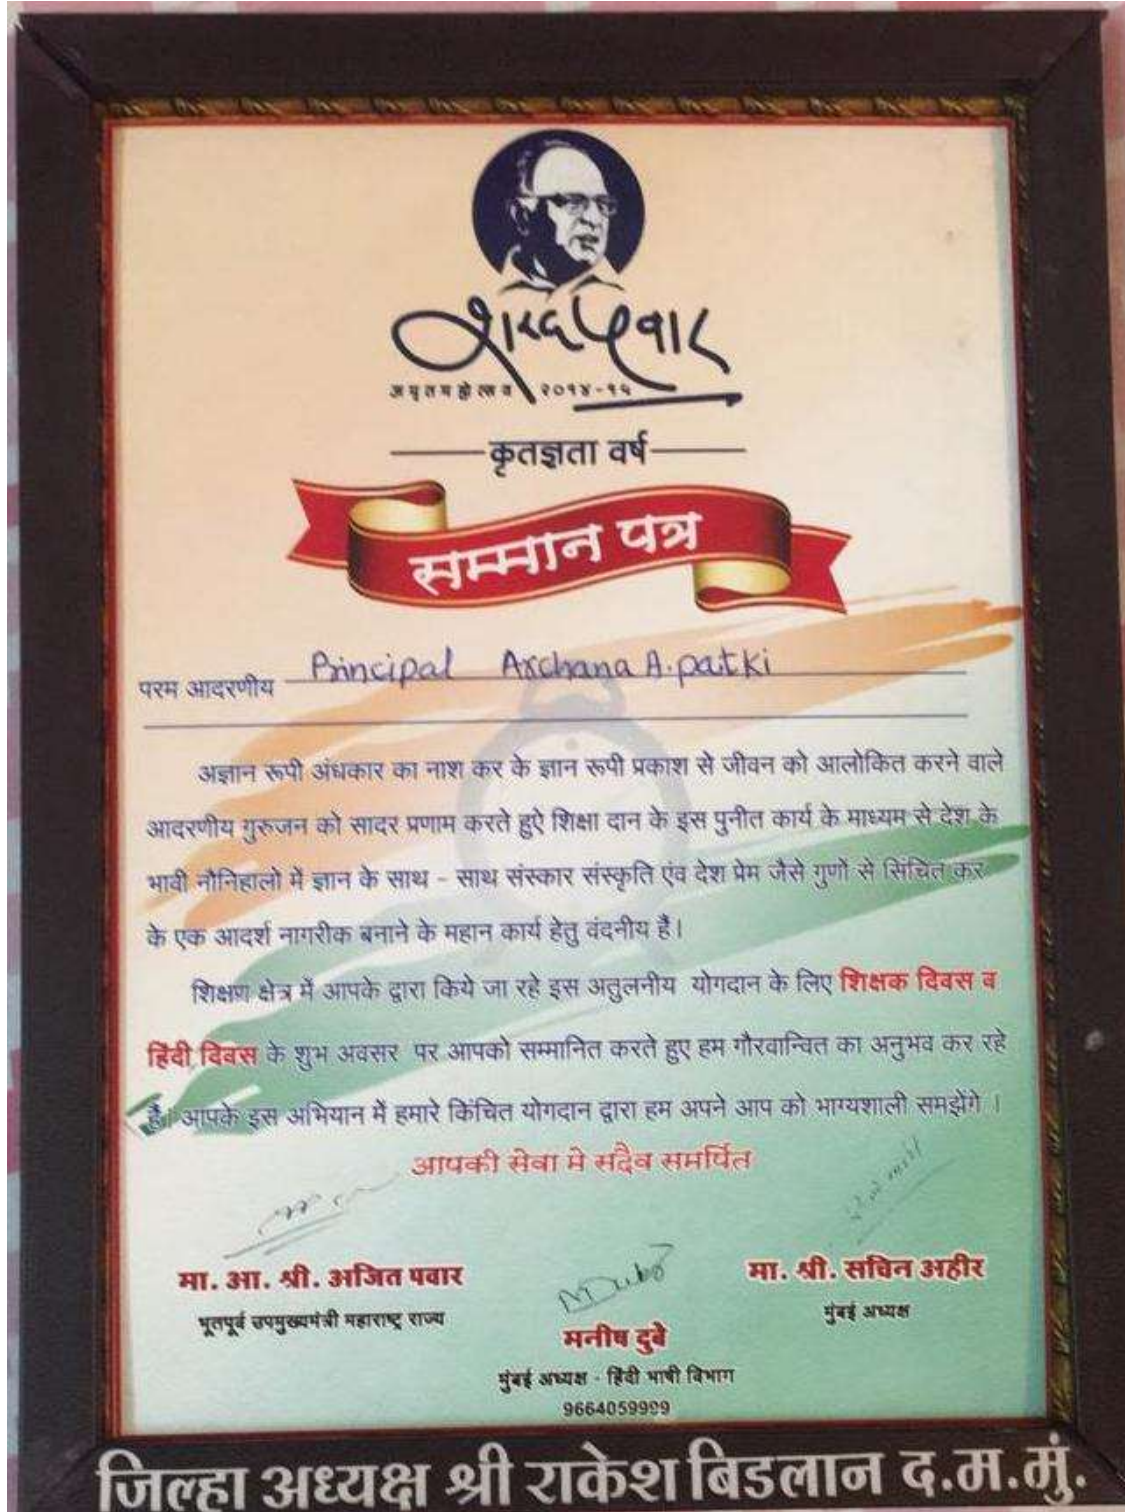 शरद पवार
अमृतमहोत्सव २०१४-१५
कृतज्ञता वर्ष
सम्मान पत्र
परम आदरणीय Principal Archana A. patki
अज्ञान रूपी अंधकार का नाश कर के ज्ञान रूपी प्रकाश से जीवन को आलोकित करने वाले
आदरणीय गुरुजन को सादर प्रणाम करते हुऐ शिक्षा दान के इस पुनीत कार्य के माध्यम से देश के
भावी नौनिहालो में ज्ञान के साथ - साथ संस्कार संस्कृति एंव देश प्रेम जैसे गुणों से सिंचित कर
के एक आदर्श नागरीक बनाने के महान कार्य हेतु वंदनीय है।
शिक्षण क्षेत्र में आपके द्वारा किये जा रहे इस अतुलनीय योगदान के लिए शिक्षक दिवस व
हिंदी दिवस के शुभ अवसर पर आपको सम्मानित करते हुए हम गौरवान्वित का अनुभव कर रहे
है। आपके इस अभियान में हमारे किंचित योगदान द्वारा हम अपने आप को भाग्यशाली समझेंगे ।
आपकी सेवा मे सदैव समर्पित
मा. आ. श्री. अजित पवार
भूतपूर्व उपमुख्यमंत्री महाराष्ट्र राज्य
मा. श्री. सचिन अहीर
मुंबई अध्यक्ष
MDubey
मनीष दुबे
मुंबई अध्यक्ष - हिंदी भाषी विभाग
9664059999
जिल्हा अध्यक्ष श्री राकेश बिडलान द.म.मुं.